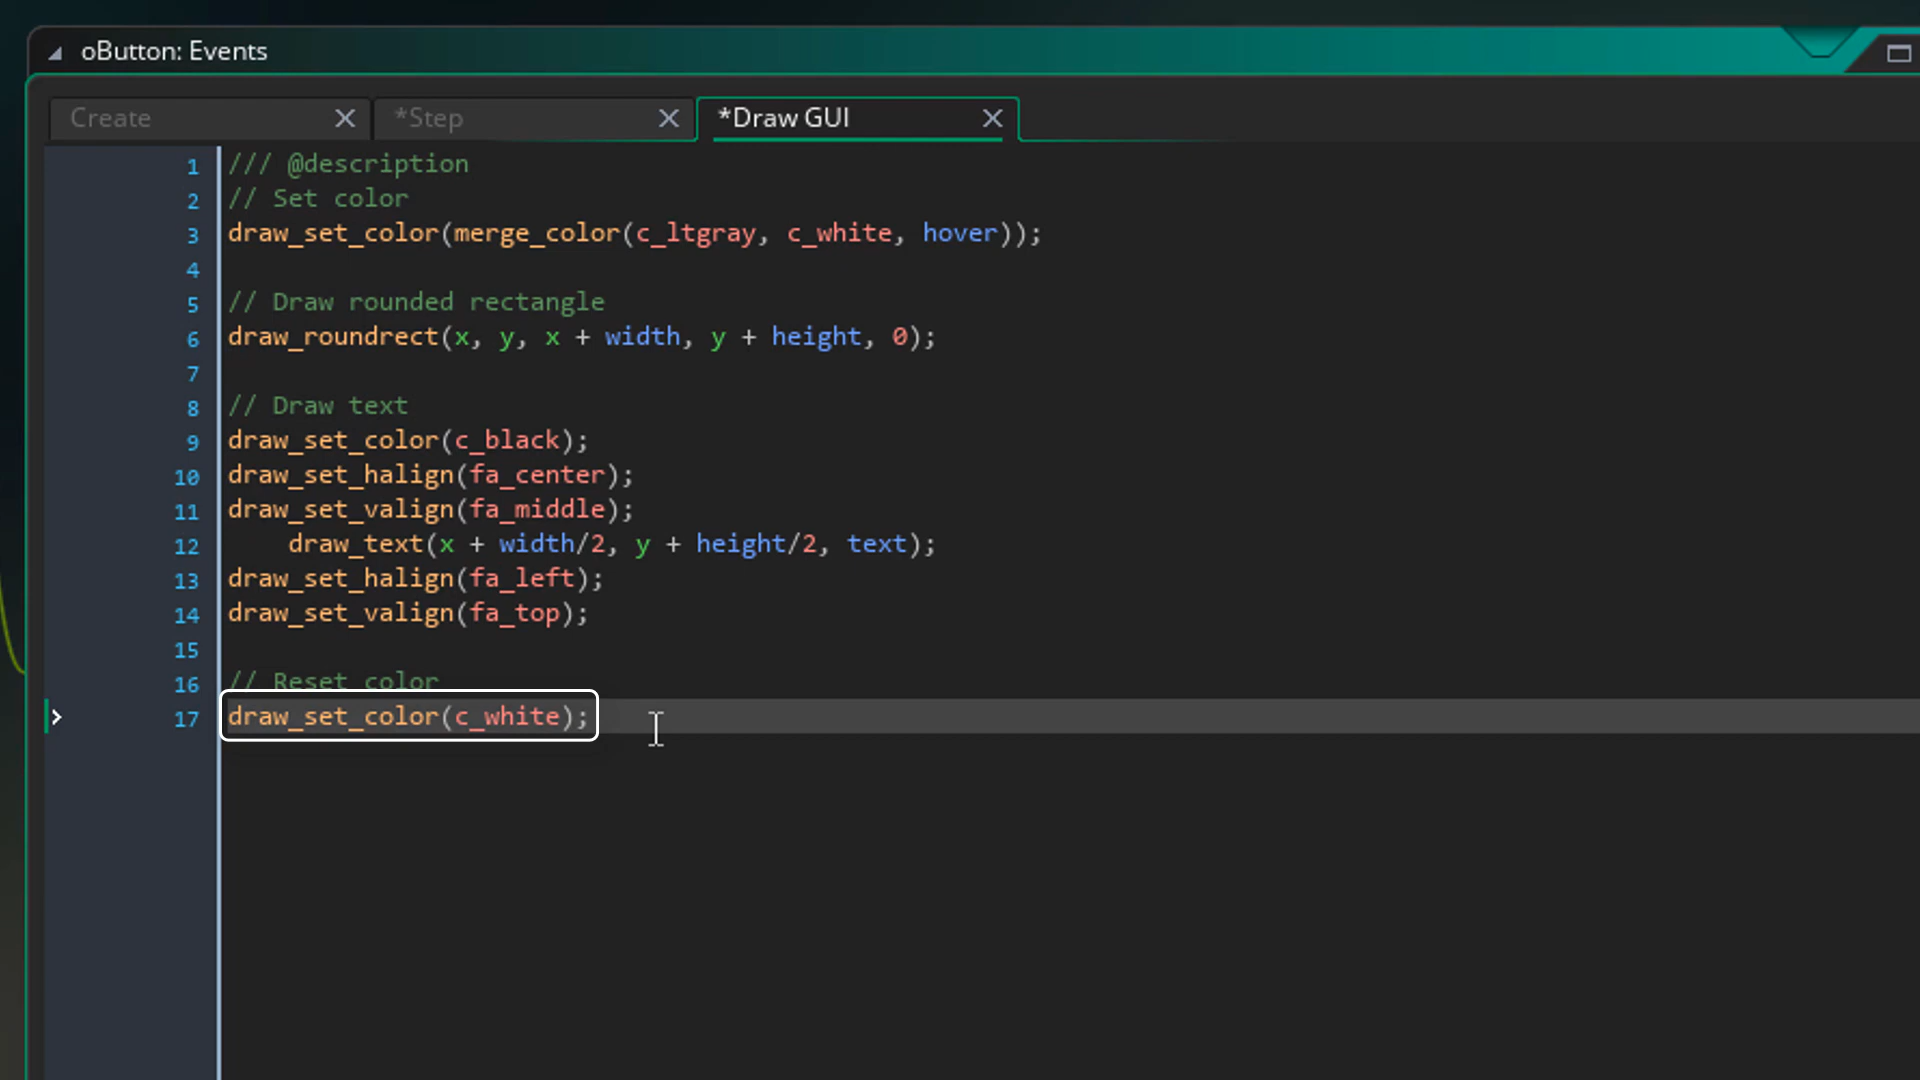 oButton: Events
Create *Step *Draw GUI
1 /// @description
2 // Set color
3 draw_set_color(merge_color(c_ltgray, c_white, hover));
4
5 // Draw rounded rectangle
6 draw_roundrect(x, y, x + width, y + height, 0);
7
8 // Draw text
9 draw_set_color(c_black);
10 draw_set_halign(fa_center);
11 draw_set_valign(fa_middle);
12     draw_text(x + width/2, y + height/2, text);
13 draw_set_halign(fa_left);
14 draw_set_valign(fa_top);
15
16 // Reset color
17 draw_set_color(c_white);